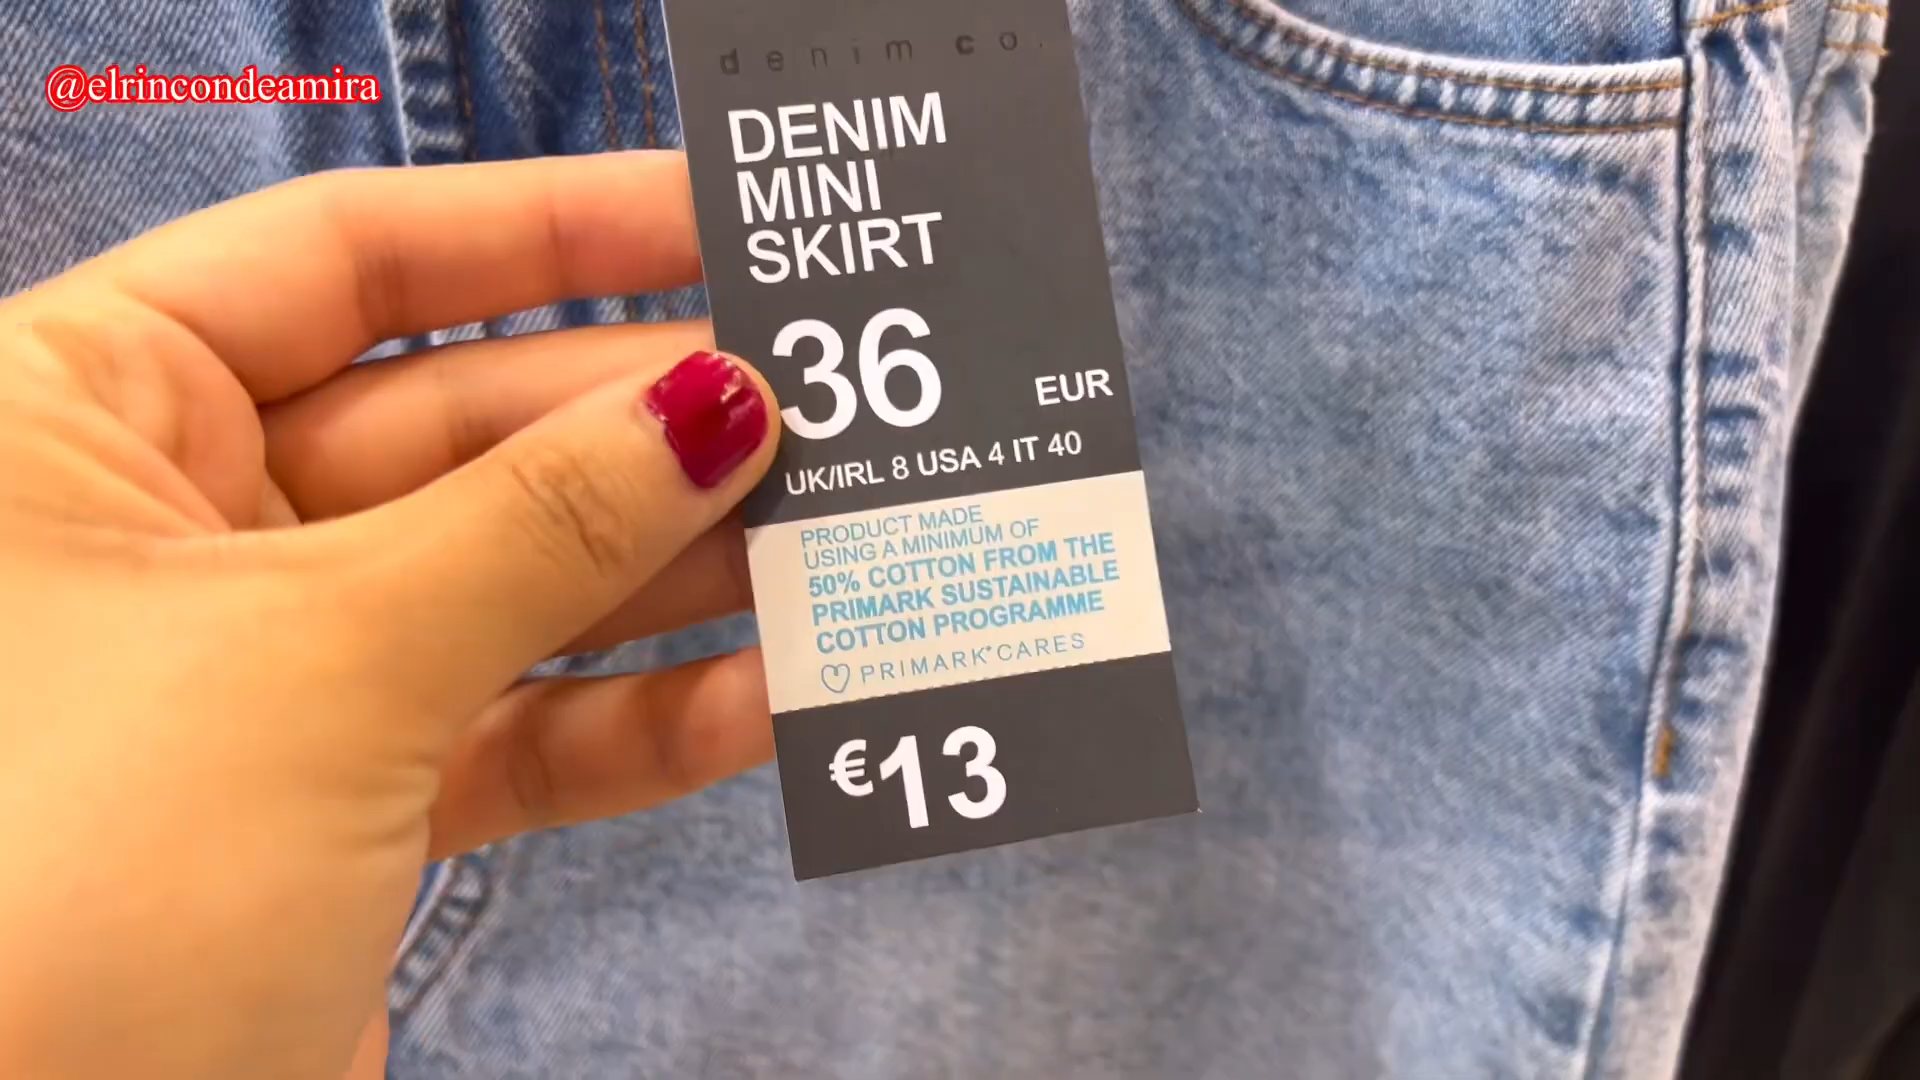 @elrincondeamira
denim co.
DENIM
MINI
SKIRT
36 EUR
UK/IRL 8 USA 4 IT 40
PRODUCT MADE
USING A MINIMUM OF
50% COTTON FROM THE
PRIMARK SUSTAINABLE
COTTON PROGRAMME
PRIMARK CARES
€13